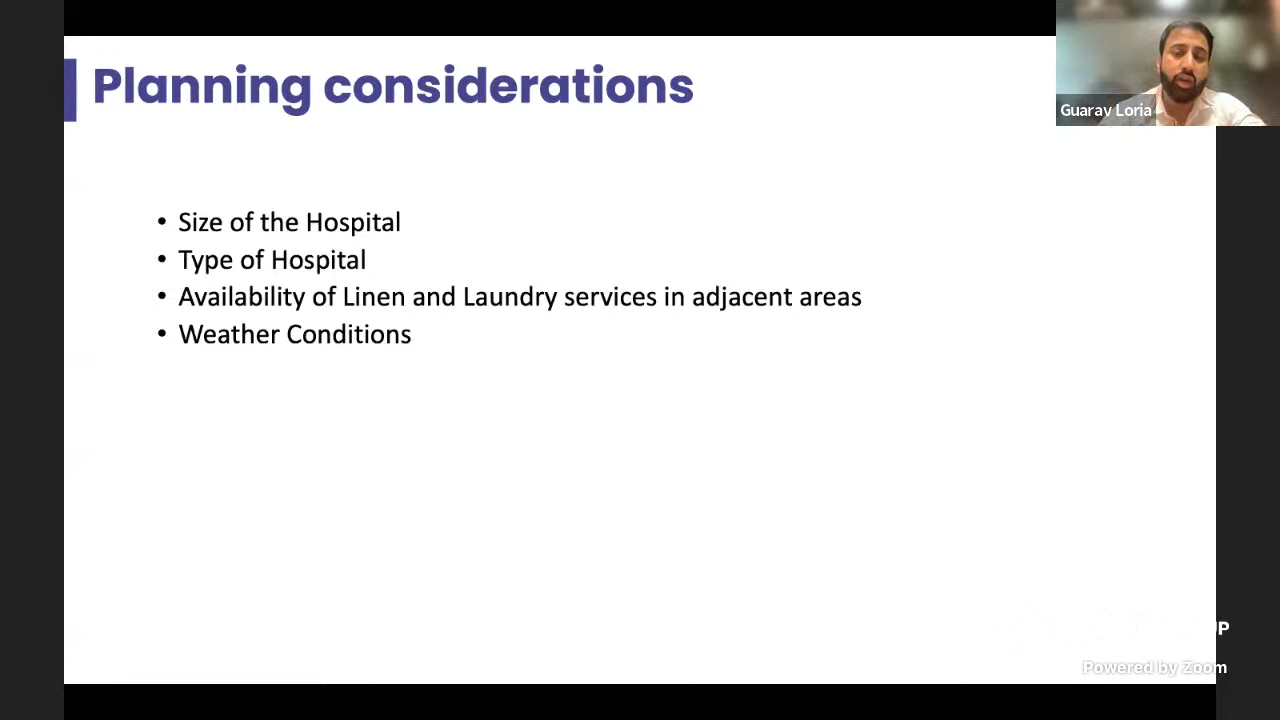 Planning considerations
Guarav Loria
• Size of the Hospital
• Type of Hospital
• Availability of Linen and Laundry services in adjacent areas
• Weather Conditions
Powered by Zoom